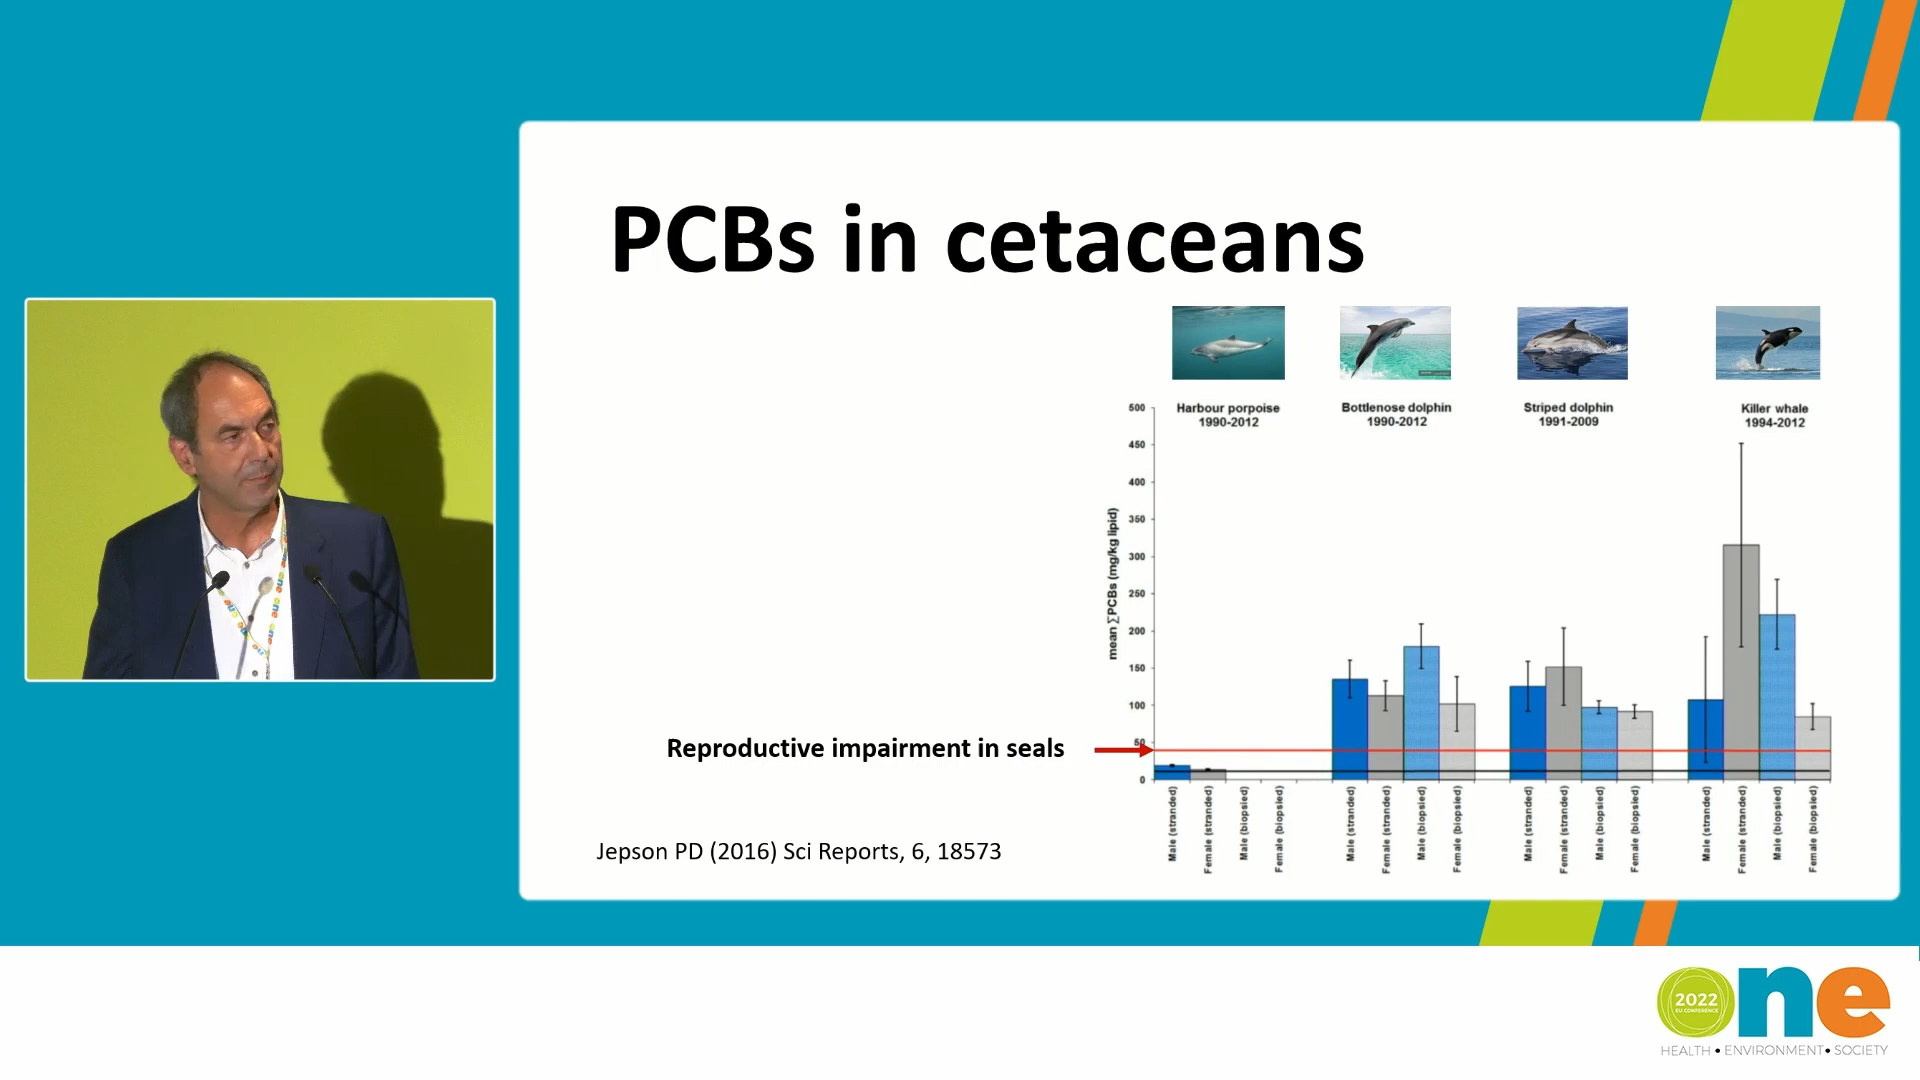 PCBs in cetaceans
Harbour porpoise
1990-2012
Bottlenose dolphin
1990-2012
Striped dolphin
1991-2009
Killer whale
1994-2012
mean ∑PCBs (mg/kg lipid)
500
450
400
350
300
250
200
150
100
50
0
Reproductive impairment in seals
Male (stranded)
Female (stranded)
Male (biopsied)
Female (biopsied)
Male (stranded)
Female (stranded)
Male (biopsied)
Female (biopsied)
Male (stranded)
Female (stranded)
Male (biopsied)
Female (biopsied)
Male (stranded)
Female (stranded)
Male (biopsied)
Female (biopsied)
Jepson PD (2016) Sci Reports, 6, 18573
2022
EU CONFERENCE
one
HEALTH • ENVIRONMENT • SOCIETY